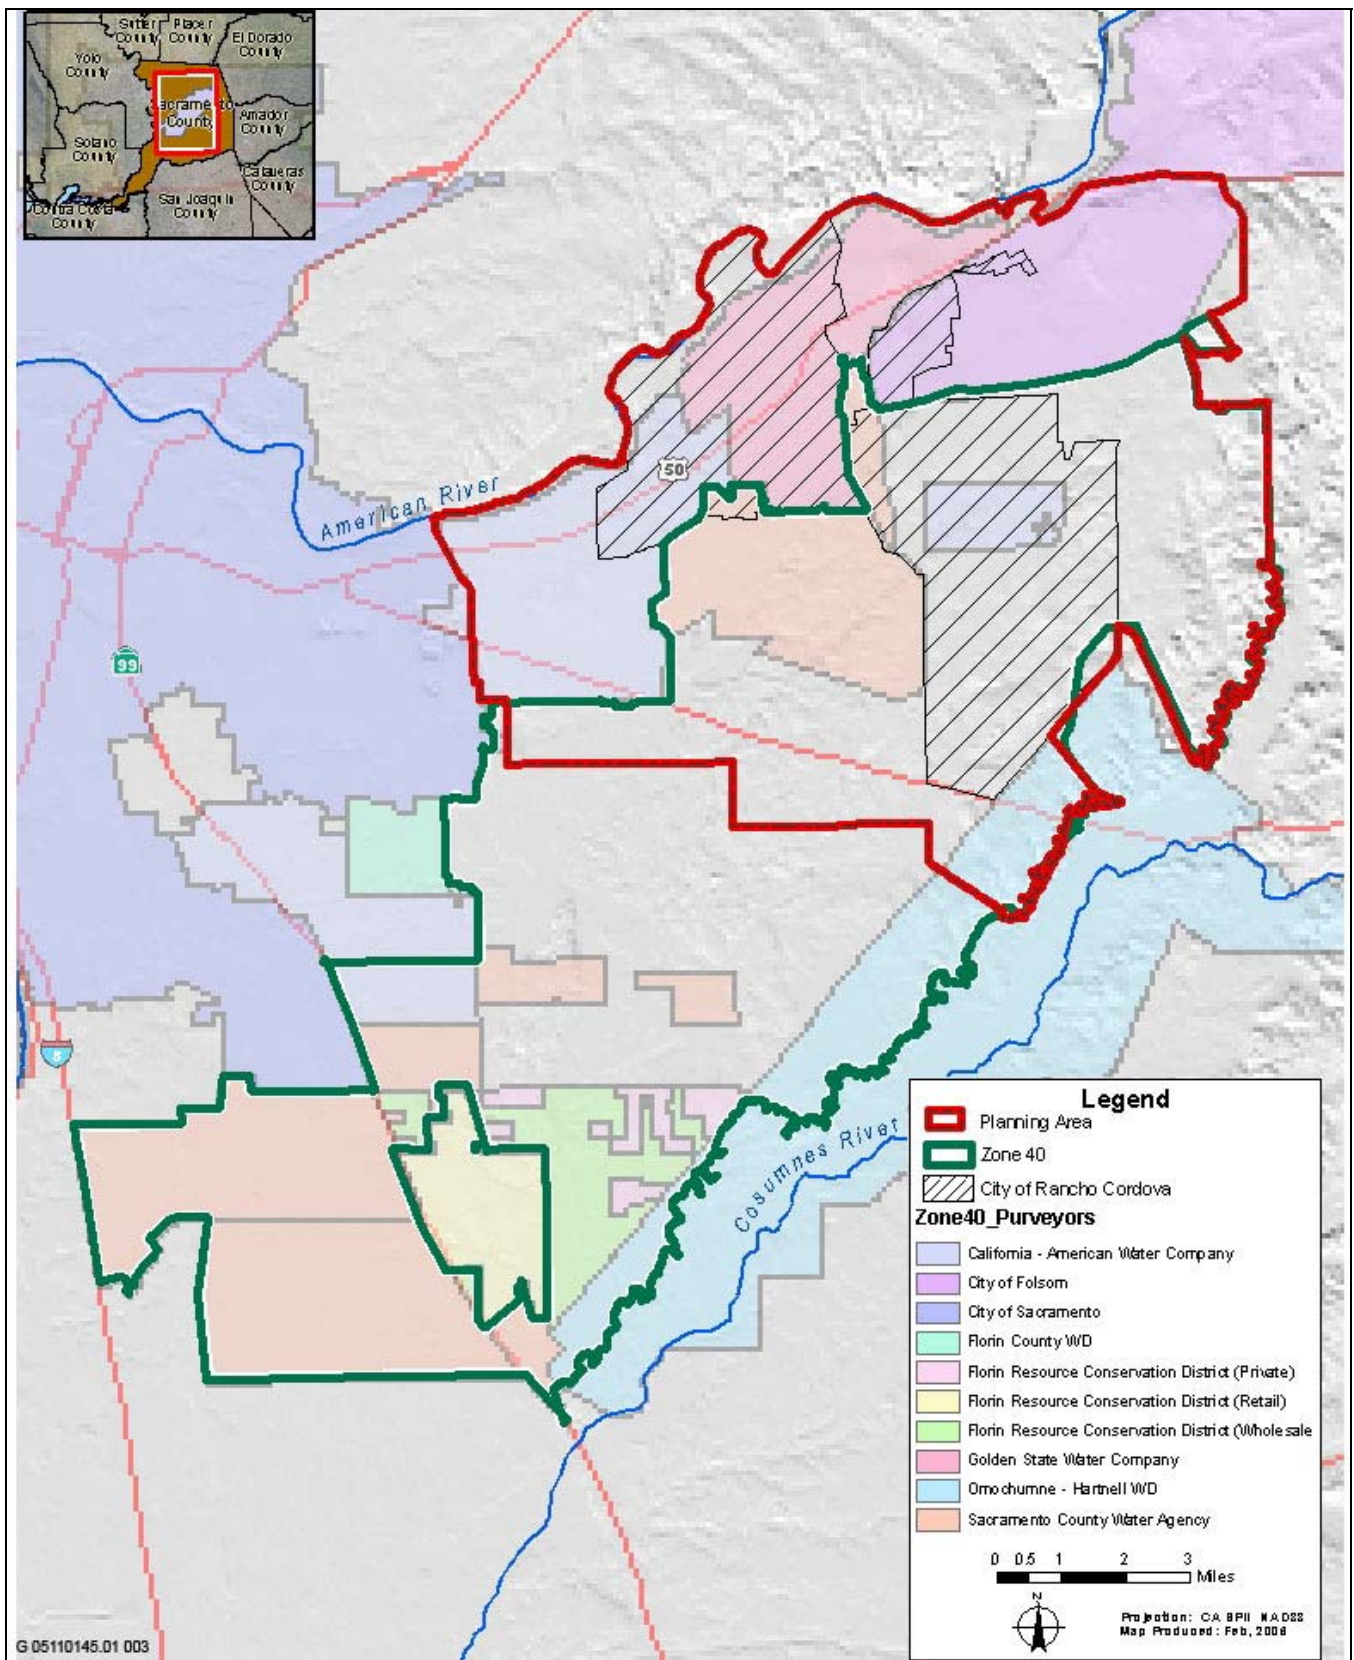 Sutter County
Placer County
El Dorado County
Yolo County
Sacramento County
Amador County
Solano County
Calaveras County
Contra Costa County
San Joaquin County
50
American River
99
5
Cosumnes River
Legend
Planning Area
Zone 40
City of Rancho Cordova
Zone40_Purveyors
California - American Water Company
City of Folsom
City of Sacramento
Florin County WD
Florin Resource Conservation District (Private)
Florin Resource Conservation District (Retail)
Florin Resource Conservation District (Wholesale
Golden State Water Company
Omochumne - Hartnell WD
Sacramento County Water Agency
0 0.5 1 2 3
Miles
N
Projection: CA SPII NAD83
Map Produced: Feb, 2006
G 05110145.01 003